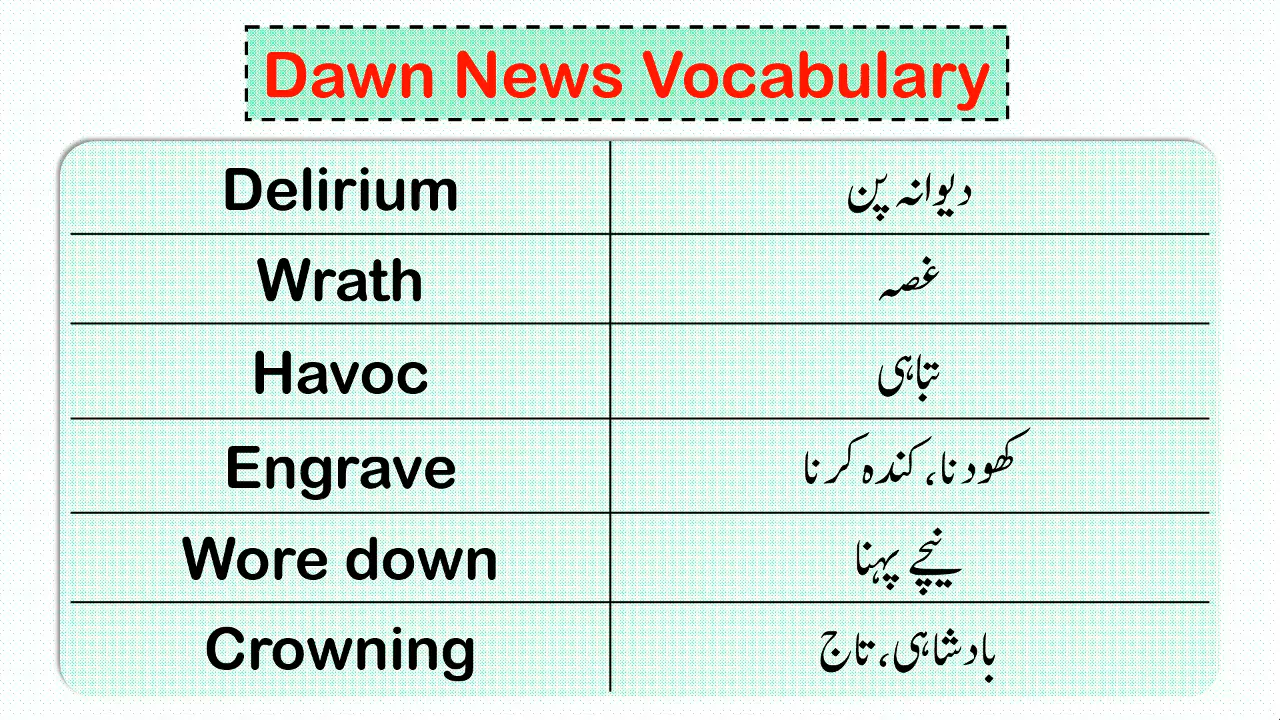 Dawn News Vocabulary
Delirium دیوانہ پن
Wrath غصہ
Havoc تباہی
Engrave کھودنا، کندہ کرنا
Wore down نیچے پہنا
Crowning بادشاہی، تاج